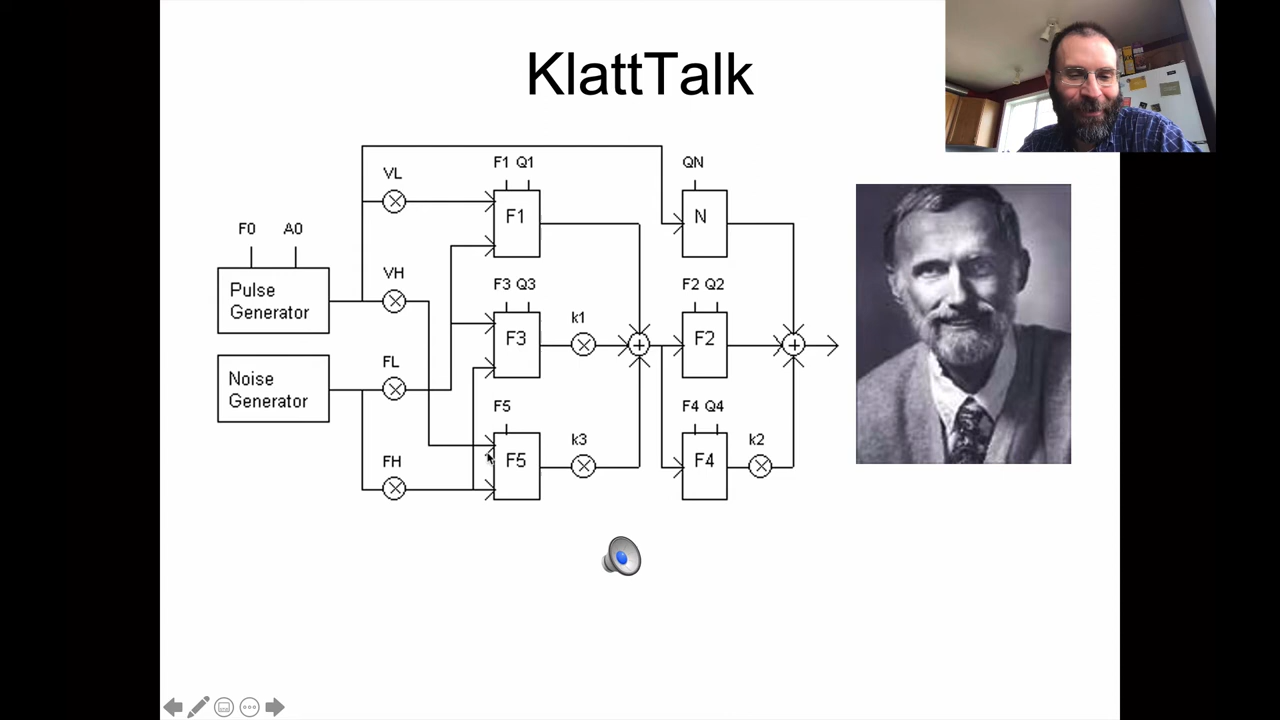 KlattTalk
F1 Q1
QN
VL
F1
N
F0 A0
VH
Pulse
Generator
F3 Q3
F2 Q2
k1
F3
F2
FL
Noise
Generator
F5
F4 Q4
k3
k2
FH
F5
F4